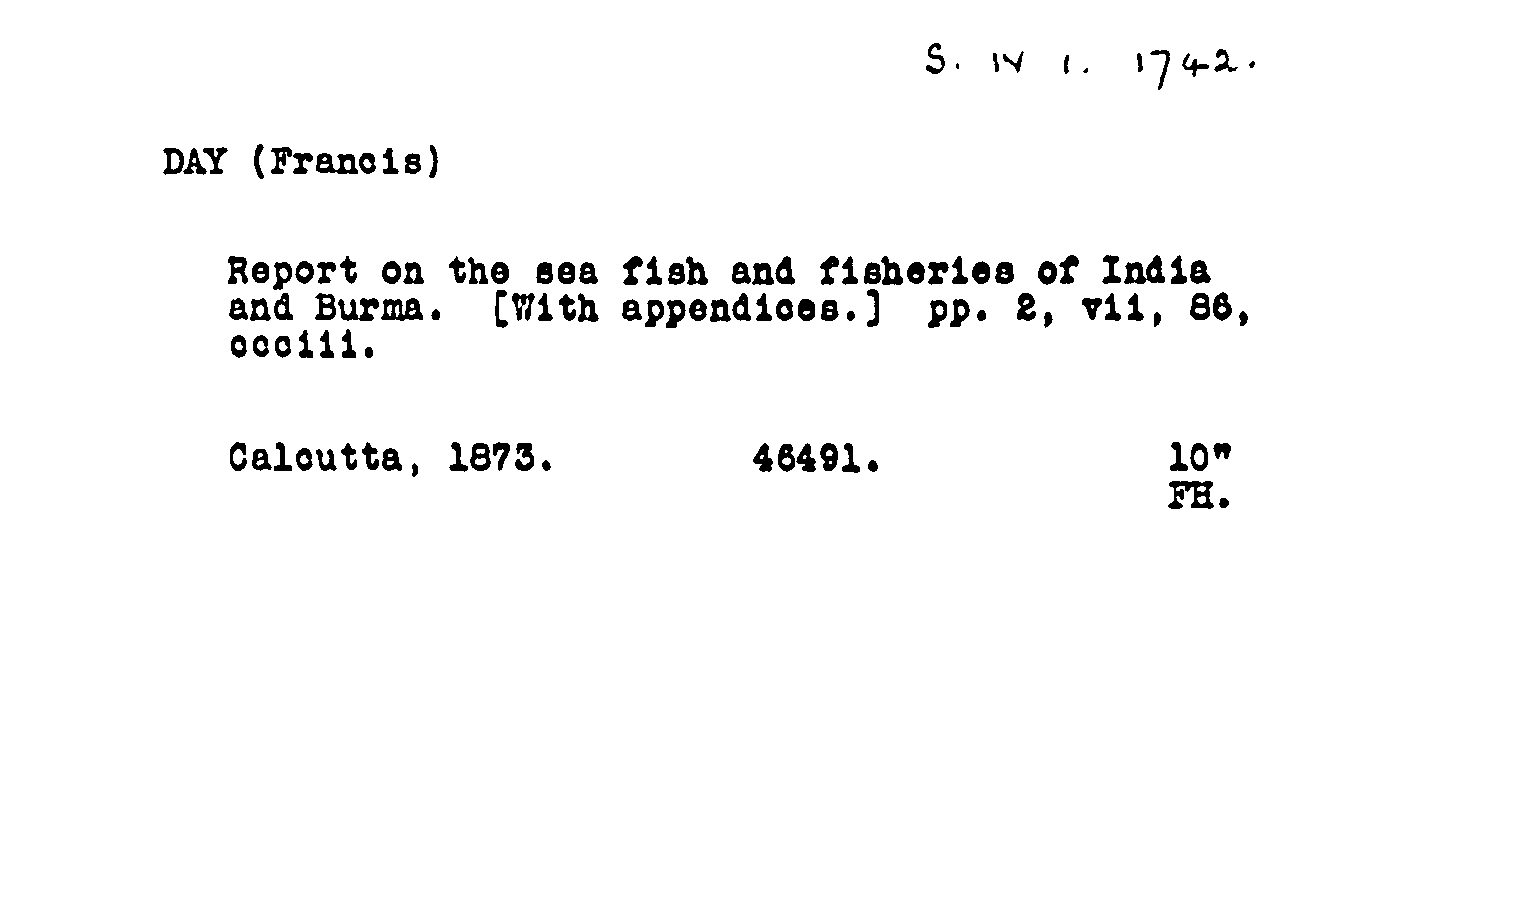 S. IV 1. 1742.
DAY (Francis)
Report on the sea fish and fisheries of India
and Burma. [With appendices.] pp. 2, vii, 86,
ccciii.
Calcutta, 1873. 46491. 10"
FH.